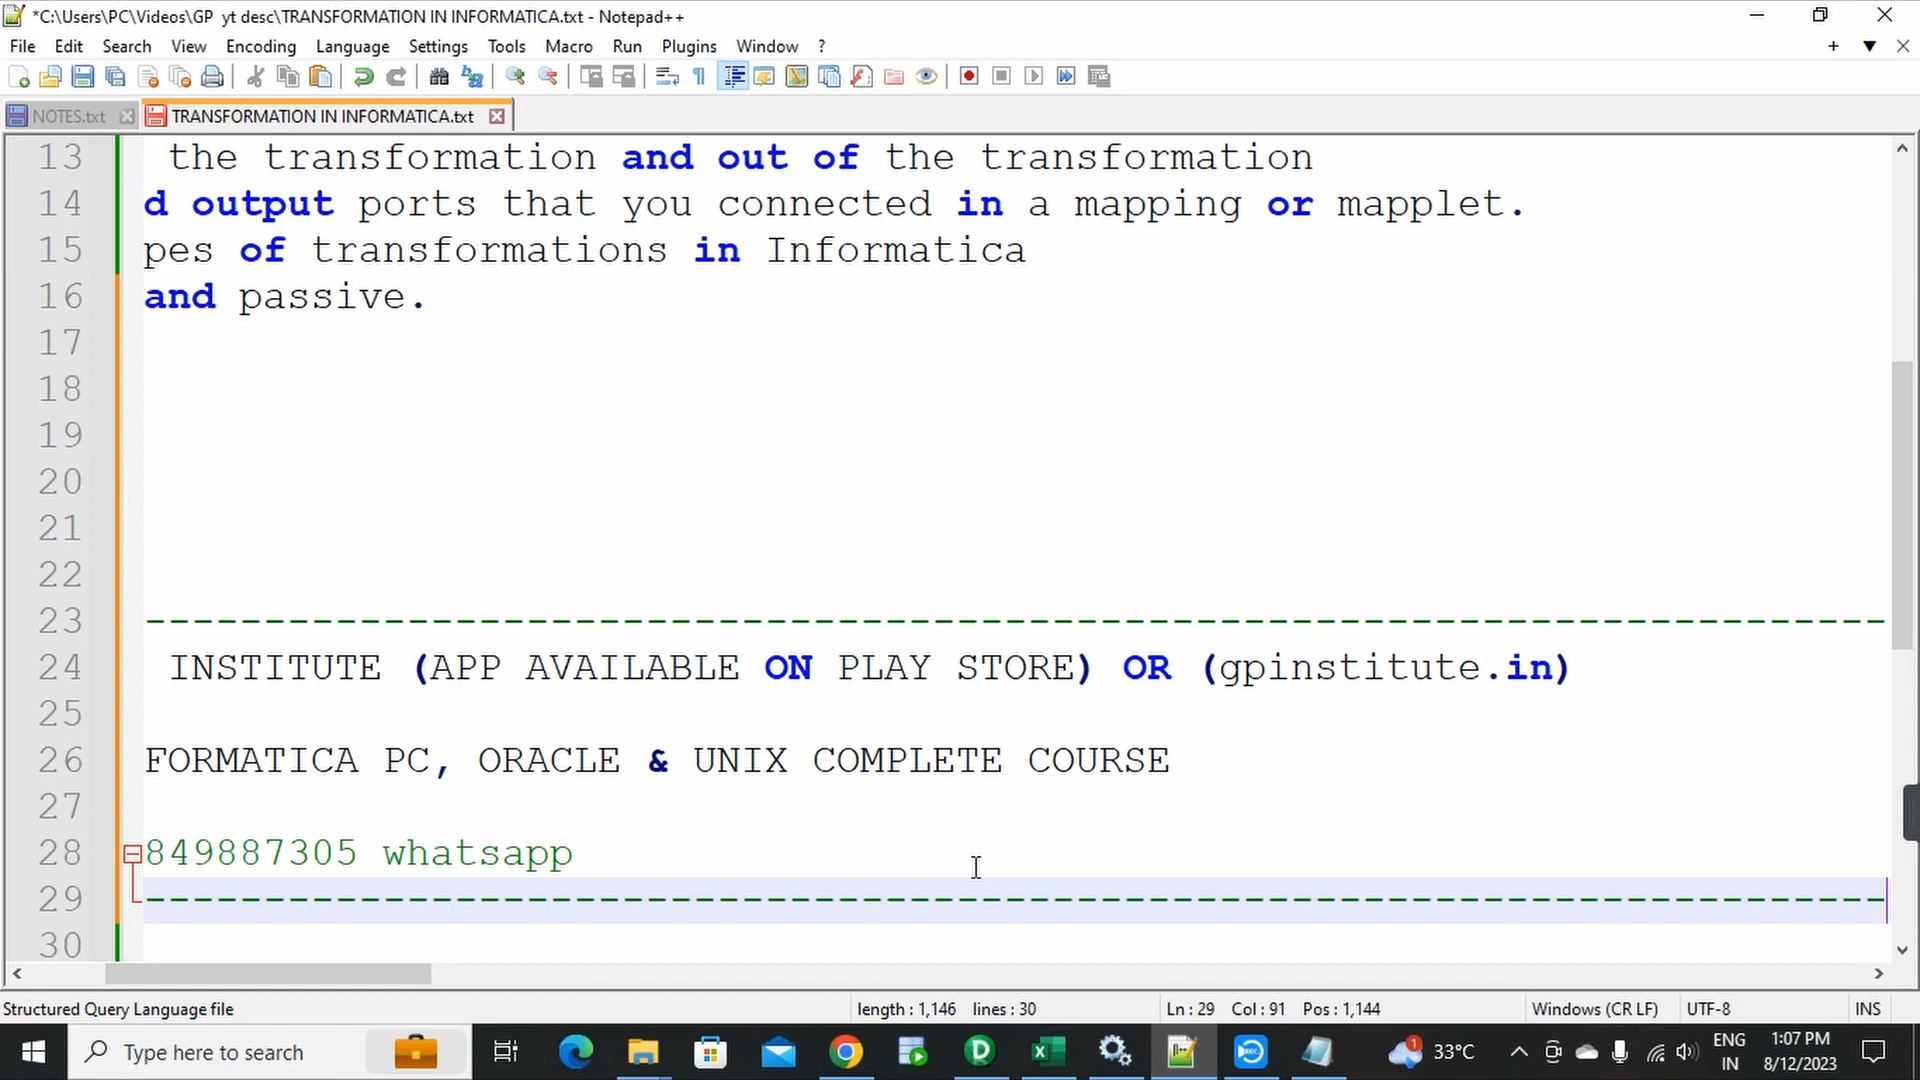 *C:\Users\PC\Videos\GP yt desc\TRANSFORMATION IN INFORMATICA.txt - Notepad++
File Edit Search View Encoding Language Settings Tools Macro Run Plugins Window ?
NOTES.txt TRANSFORMATION IN INFORMATICA.txt
13 the transformation and out of the transformation
14 d output ports that you connected in a mapping or mapplet.
15 pes of transformations in Informatica
16 and passive.
17
18
19
20
21
22
23 -------------------------------------------------------------------------
24 INSTITUTE (APP AVAILABLE ON PLAY STORE) OR (gpinstitute.in)
25
26 FORMATICA PC, ORACLE & UNIX COMPLETE COURSE
27
28 849887305 whatsapp
29 -------------------------------------------------------------------------
30
Structured Query Language file length : 1,146 lines : 30 Ln : 29 Col : 91 Pos : 1,144 Windows (CR LF) UTF-8 INS
Type here to search 33°C ENG IN 1:07 PM 8/12/2023